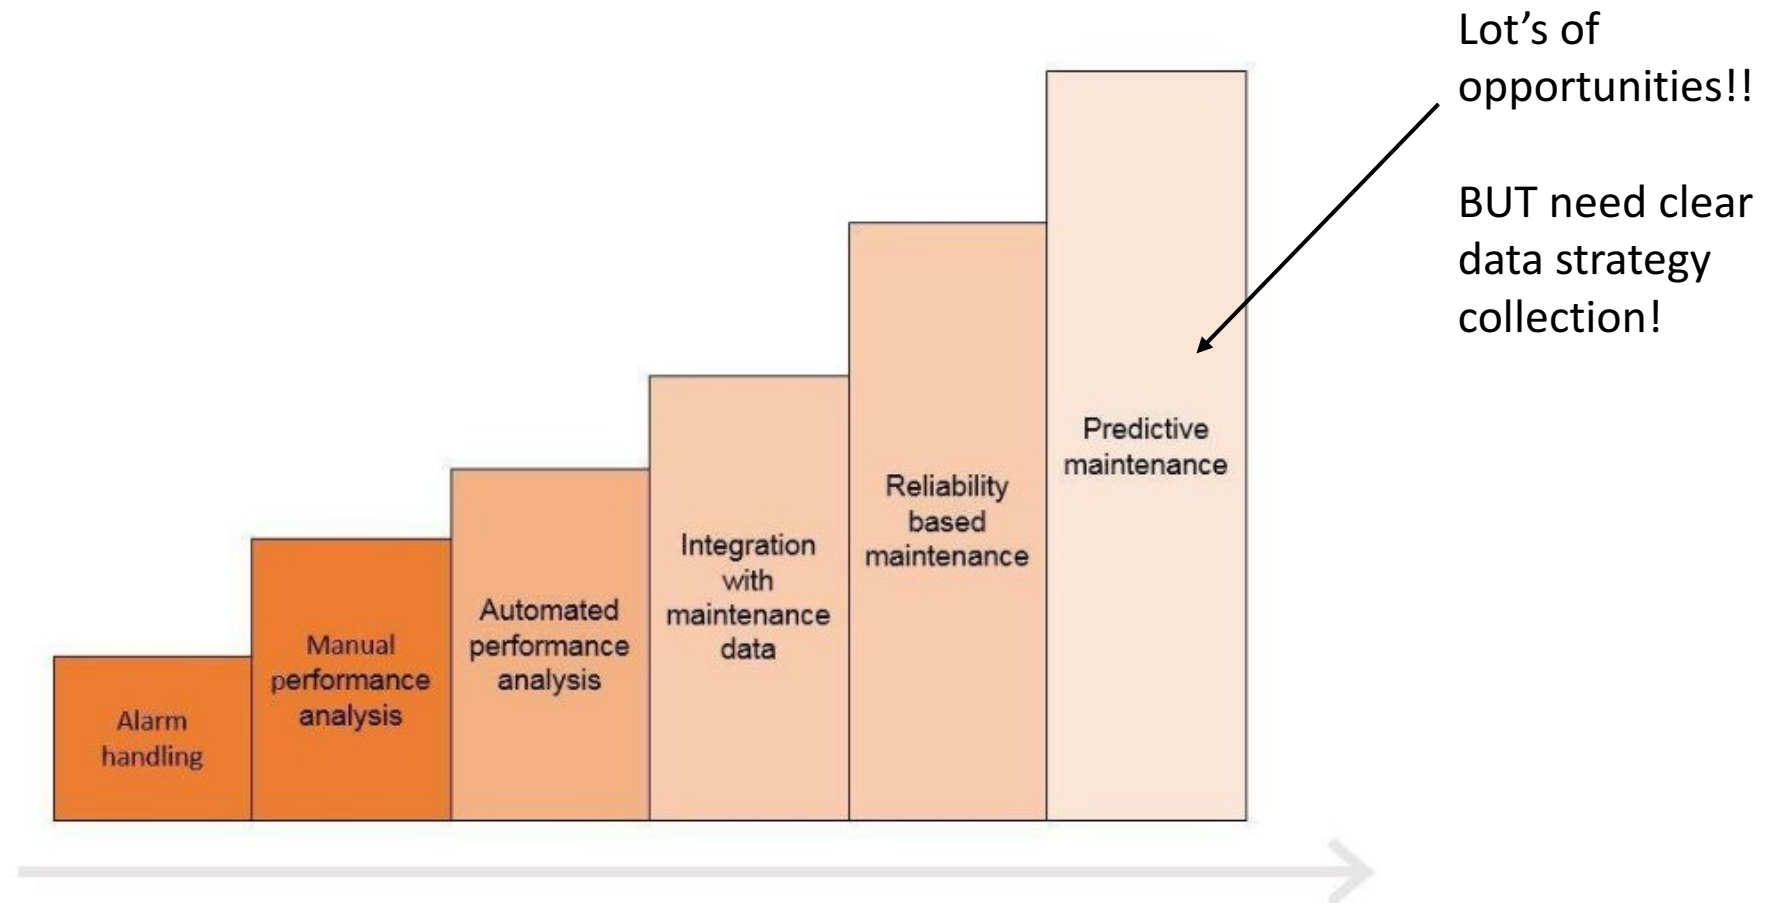 Lot’s of
opportunities!!
BUT need clear
data strategy
collection!
Alarm
handling
Manual
performance
analysis
Automated
performance
analysis
Integration
with
maintenance
data
Reliability
based
maintenance
Predictive
maintenance